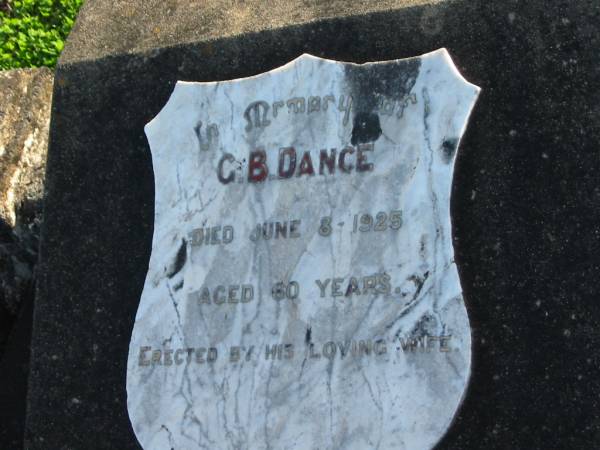 In Memory of
G. B. DANCE
DIED JUNE 8 - 1925
AGED 60 YEARS.
ERECTED BY HIS LOVING WIFE.